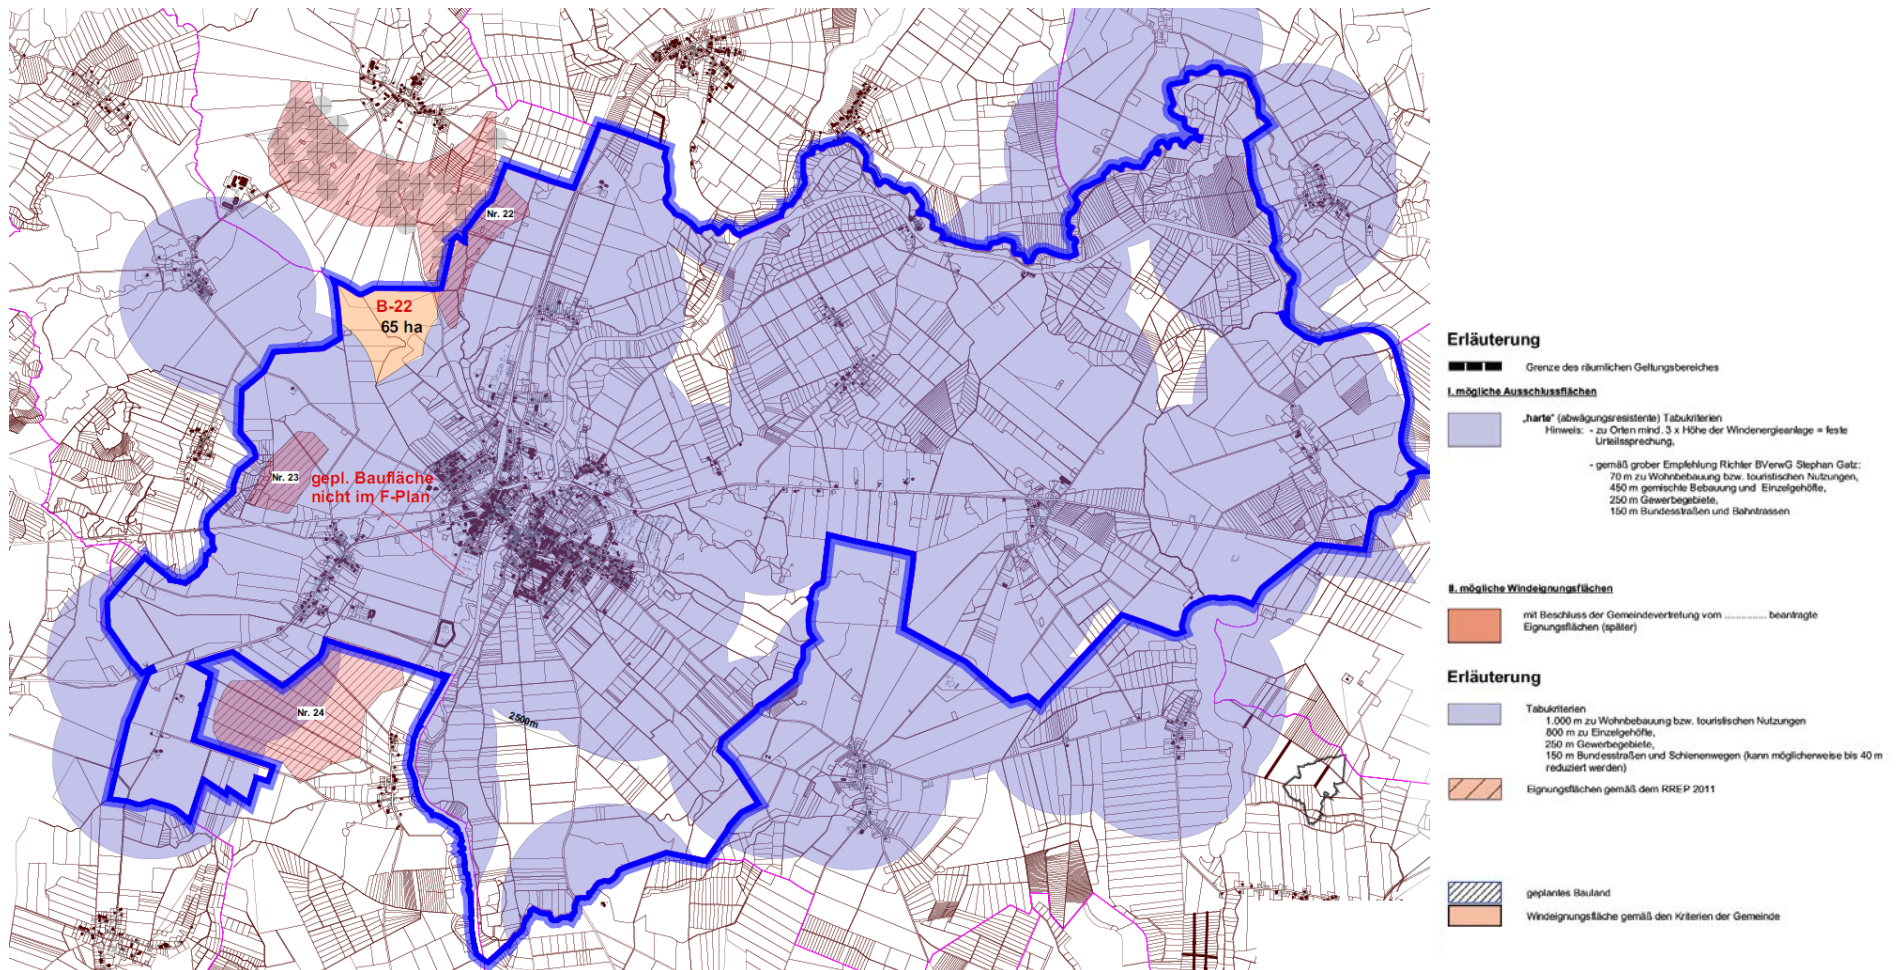 Nr. 22
B-22
65 ha
Nr. 23
gepl. Baufläche
nicht im F-Plan
Nr. 24
2500m
Erläuterung
Grenze des räumlichen Geltungsbereiches
I. mögliche Ausschlussflächen
„harte" (abwägungsresistente) Tabukriterien
Hinweis: - zu Orten mind. 3 x Höhe der Windenergieanlage = feste
Urteilssprechung,
- gemäß grober Empfehlung Richter BVerwG Stephan Gatz:
70 m zu Wohnbebauung bzw. touristischen Nutzungen,
450 m gemischte Bebauung und Einzelgehöfte,
250 m Gewerbegebiete,
150 m Bundesstraßen und Bahntrassen
II. mögliche Windeignungsflächen
mit Beschluss der Gemeindevertretung vom ................ beantragte
Eignungsflächen (später)
Erläuterung
Tabukriterien
1.000 m zu Wohnbebauung bzw. touristischen Nutzungen
800 m zu Einzelgehöfte,
250 m Gewerbegebiete,
150 m Bundesstraßen und Schienenwegen (kann möglicherweise bis 40 m
reduziert werden)
Eignungsflächen gemäß dem RREP 2011
geplantes Bauland
Windeignungsfläche gemäß den Kriterien der Gemeinde